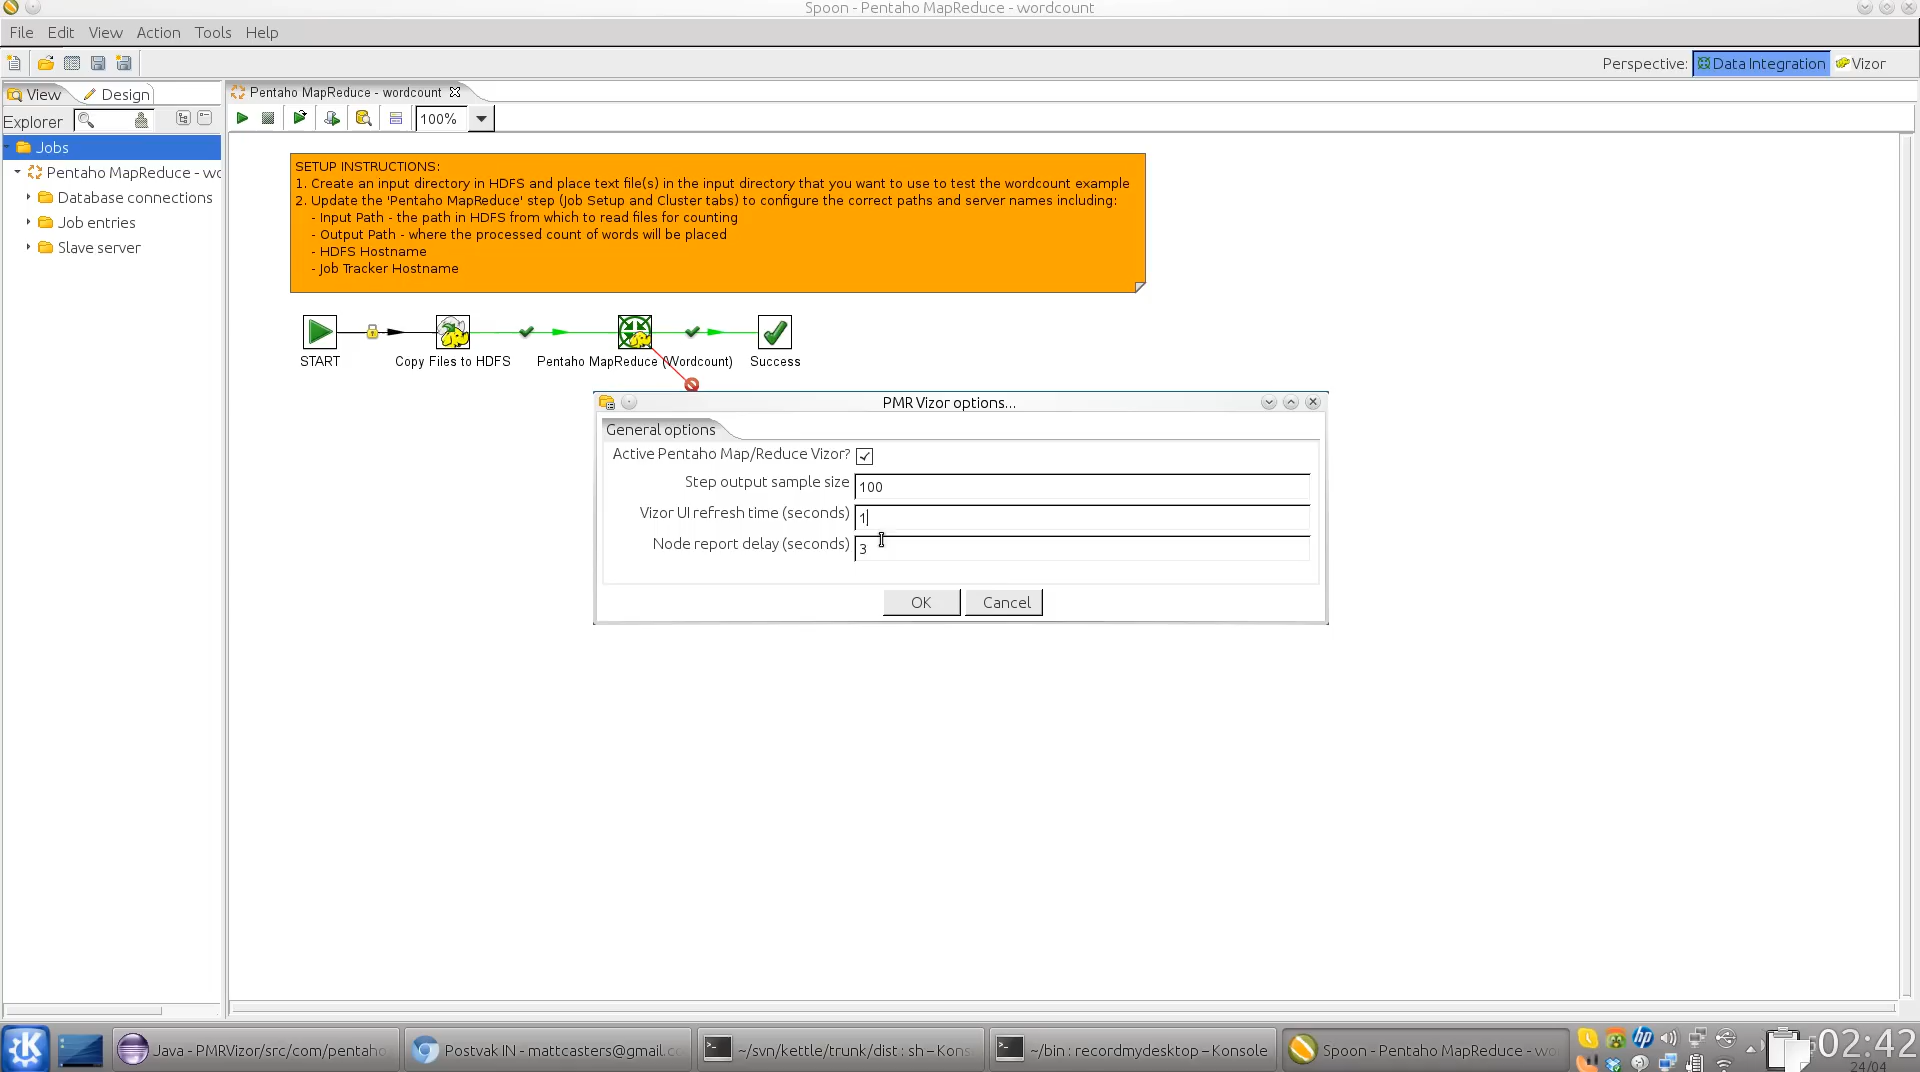 Spoon - Pentaho MapReduce - wordcount
File Edit View Action Tools Help
Perspective: Data Integration Vizor
View Design
Pentaho MapReduce - wordcount
Explorer
100%
Jobs
Pentaho MapReduce - wo
Database connections
Job entries
Slave server
SETUP INSTRUCTIONS:
1. Create an input directory in HDFS and place text file(s) in the input directory that you want to use to test the wordcount example
2. Update the 'Pentaho MapReduce' step (Job Setup and Cluster tabs) to configure the correct paths and server names including:
- Input Path - the path in HDFS from which to read files for counting
- Output Path - where the processed count of words will be placed
- HDFS Hostname
- Job Tracker Hostname
START Copy Files to HDFS Pentaho MapReduce (Wordcount) Success
PMR Vizor options...
General options
Active Pentaho Map/Reduce Vizor?
Step output sample size 100
Vizor UI refresh time (seconds) 1
Node report delay (seconds) 3
OK Cancel
Java - PMRVizor/src/com/pentaho
Postvak IN - mattcasters@gmail.c
~/svn/kettle/trunk/dist : sh – Kons
~/bin : recordmydesktop – Konsole
Spoon - Pentaho MapReduce - wo
02:42
24/04